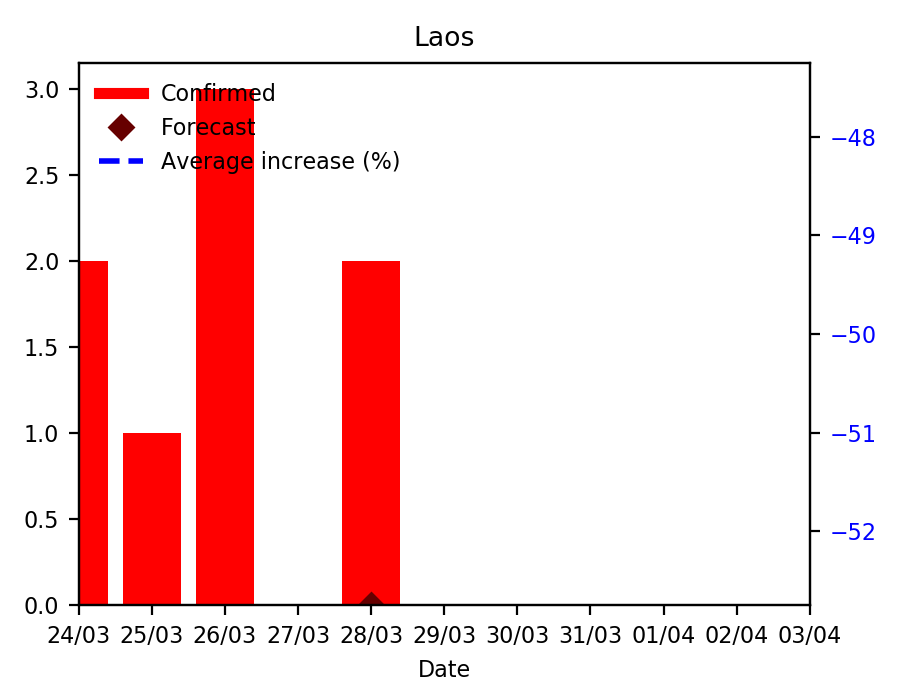 Laos
Confirmed
Forecast
Average increase (%)
3.0
2.5
2.0
1.5
1.0
0.5
0.0
−48
−49
−50
−51
−52
24/03 25/03 26/03 27/03 28/03 29/03 30/03 31/03 01/04 02/04 03/04
Date